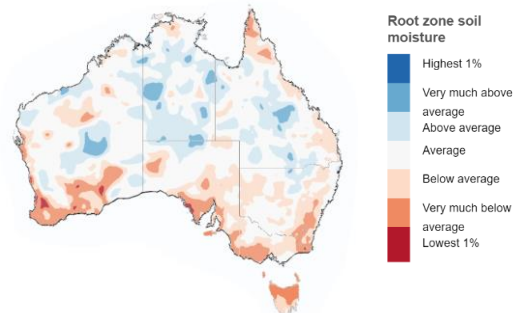 Root zone soil
moisture
Highest 1%
Very much above
average
Above average
Average
Below average
Very much below
average
Lowest 1%